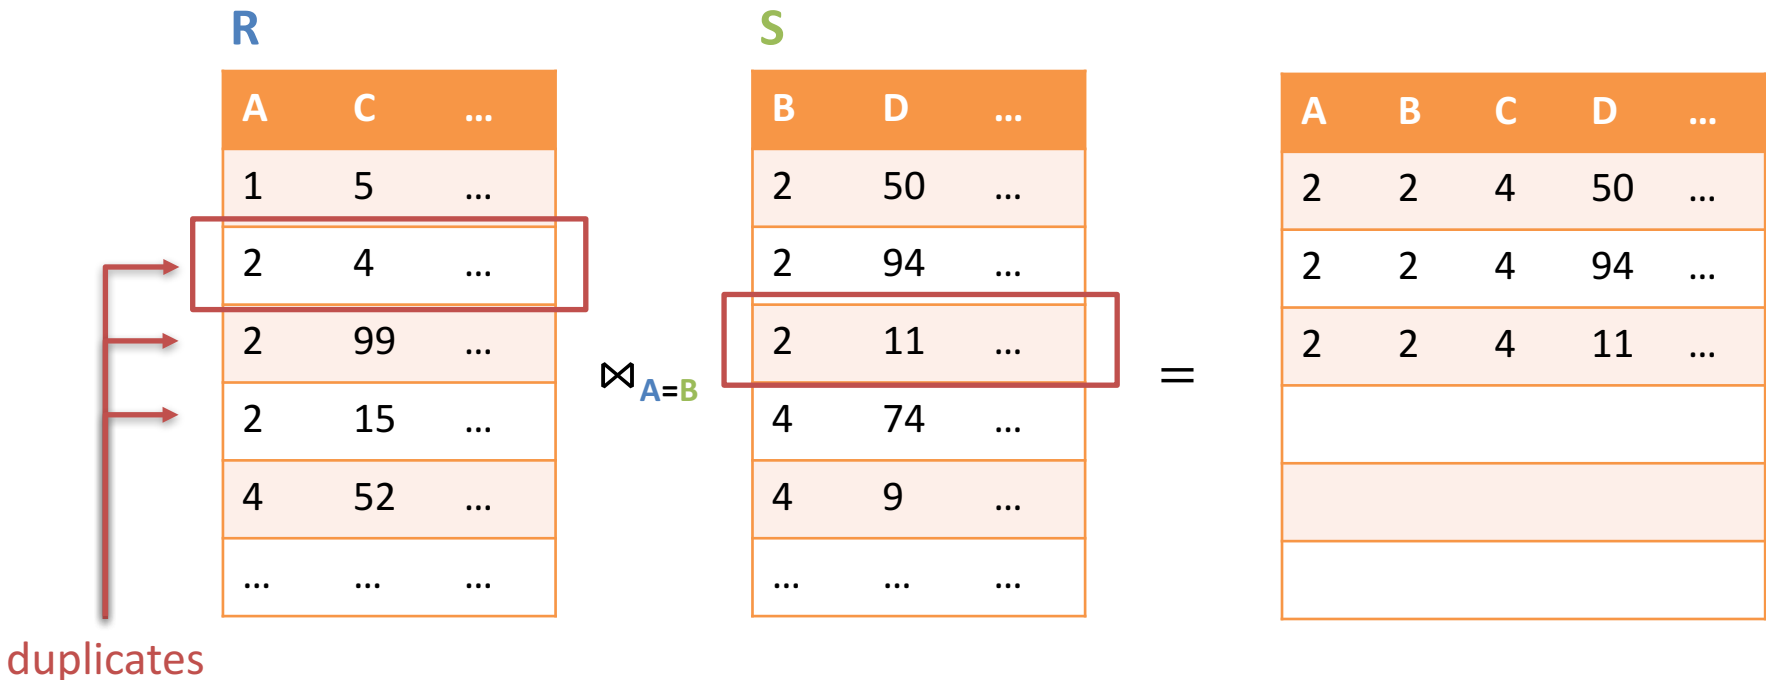 R
A C ...
1 5 ...
2 4 ...
2 99 ...
2 15 ...
4 52 ...
... ... ...
duplicates
⋈A=B
S
B D ...
2 50 ...
2 94 ...
2 11 ...
4 74 ...
4 9 ...
... ... ...
=
A B C D ...
2 2 4 50 ...
2 2 4 94 ...
2 2 4 11 ...